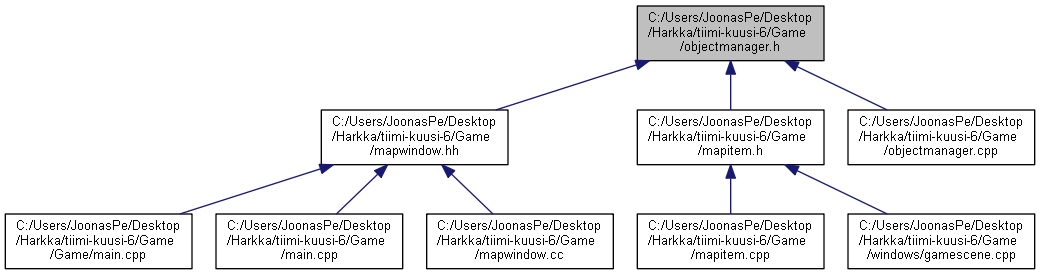 C:/Users/JoonasPe/Desktop
/Harkka/tiimi-kuusi-6/Game
/objectmanager.h
C:/Users/JoonasPe/Desktop
/Harkka/tiimi-kuusi-6/Game
/mapwindow.hh
C:/Users/JoonasPe/Desktop
/Harkka/tiimi-kuusi-6/Game
/mapitem.h
C:/Users/JoonasPe/Desktop
/Harkka/tiimi-kuusi-6/Game
/objectmanager.cpp
C:/Users/JoonasPe/Desktop
/Harkka/tiimi-kuusi-6/Game
/Game/main.cpp
C:/Users/JoonasPe/Desktop
/Harkka/tiimi-kuusi-6/Game
/main.cpp
C:/Users/JoonasPe/Desktop
/Harkka/tiimi-kuusi-6/Game
/mapwindow.cc
C:/Users/JoonasPe/Desktop
/Harkka/tiimi-kuusi-6/Game
/mapitem.cpp
C:/Users/JoonasPe/Desktop
/Harkka/tiimi-kuusi-6/Game
/windows/gamescene.cpp